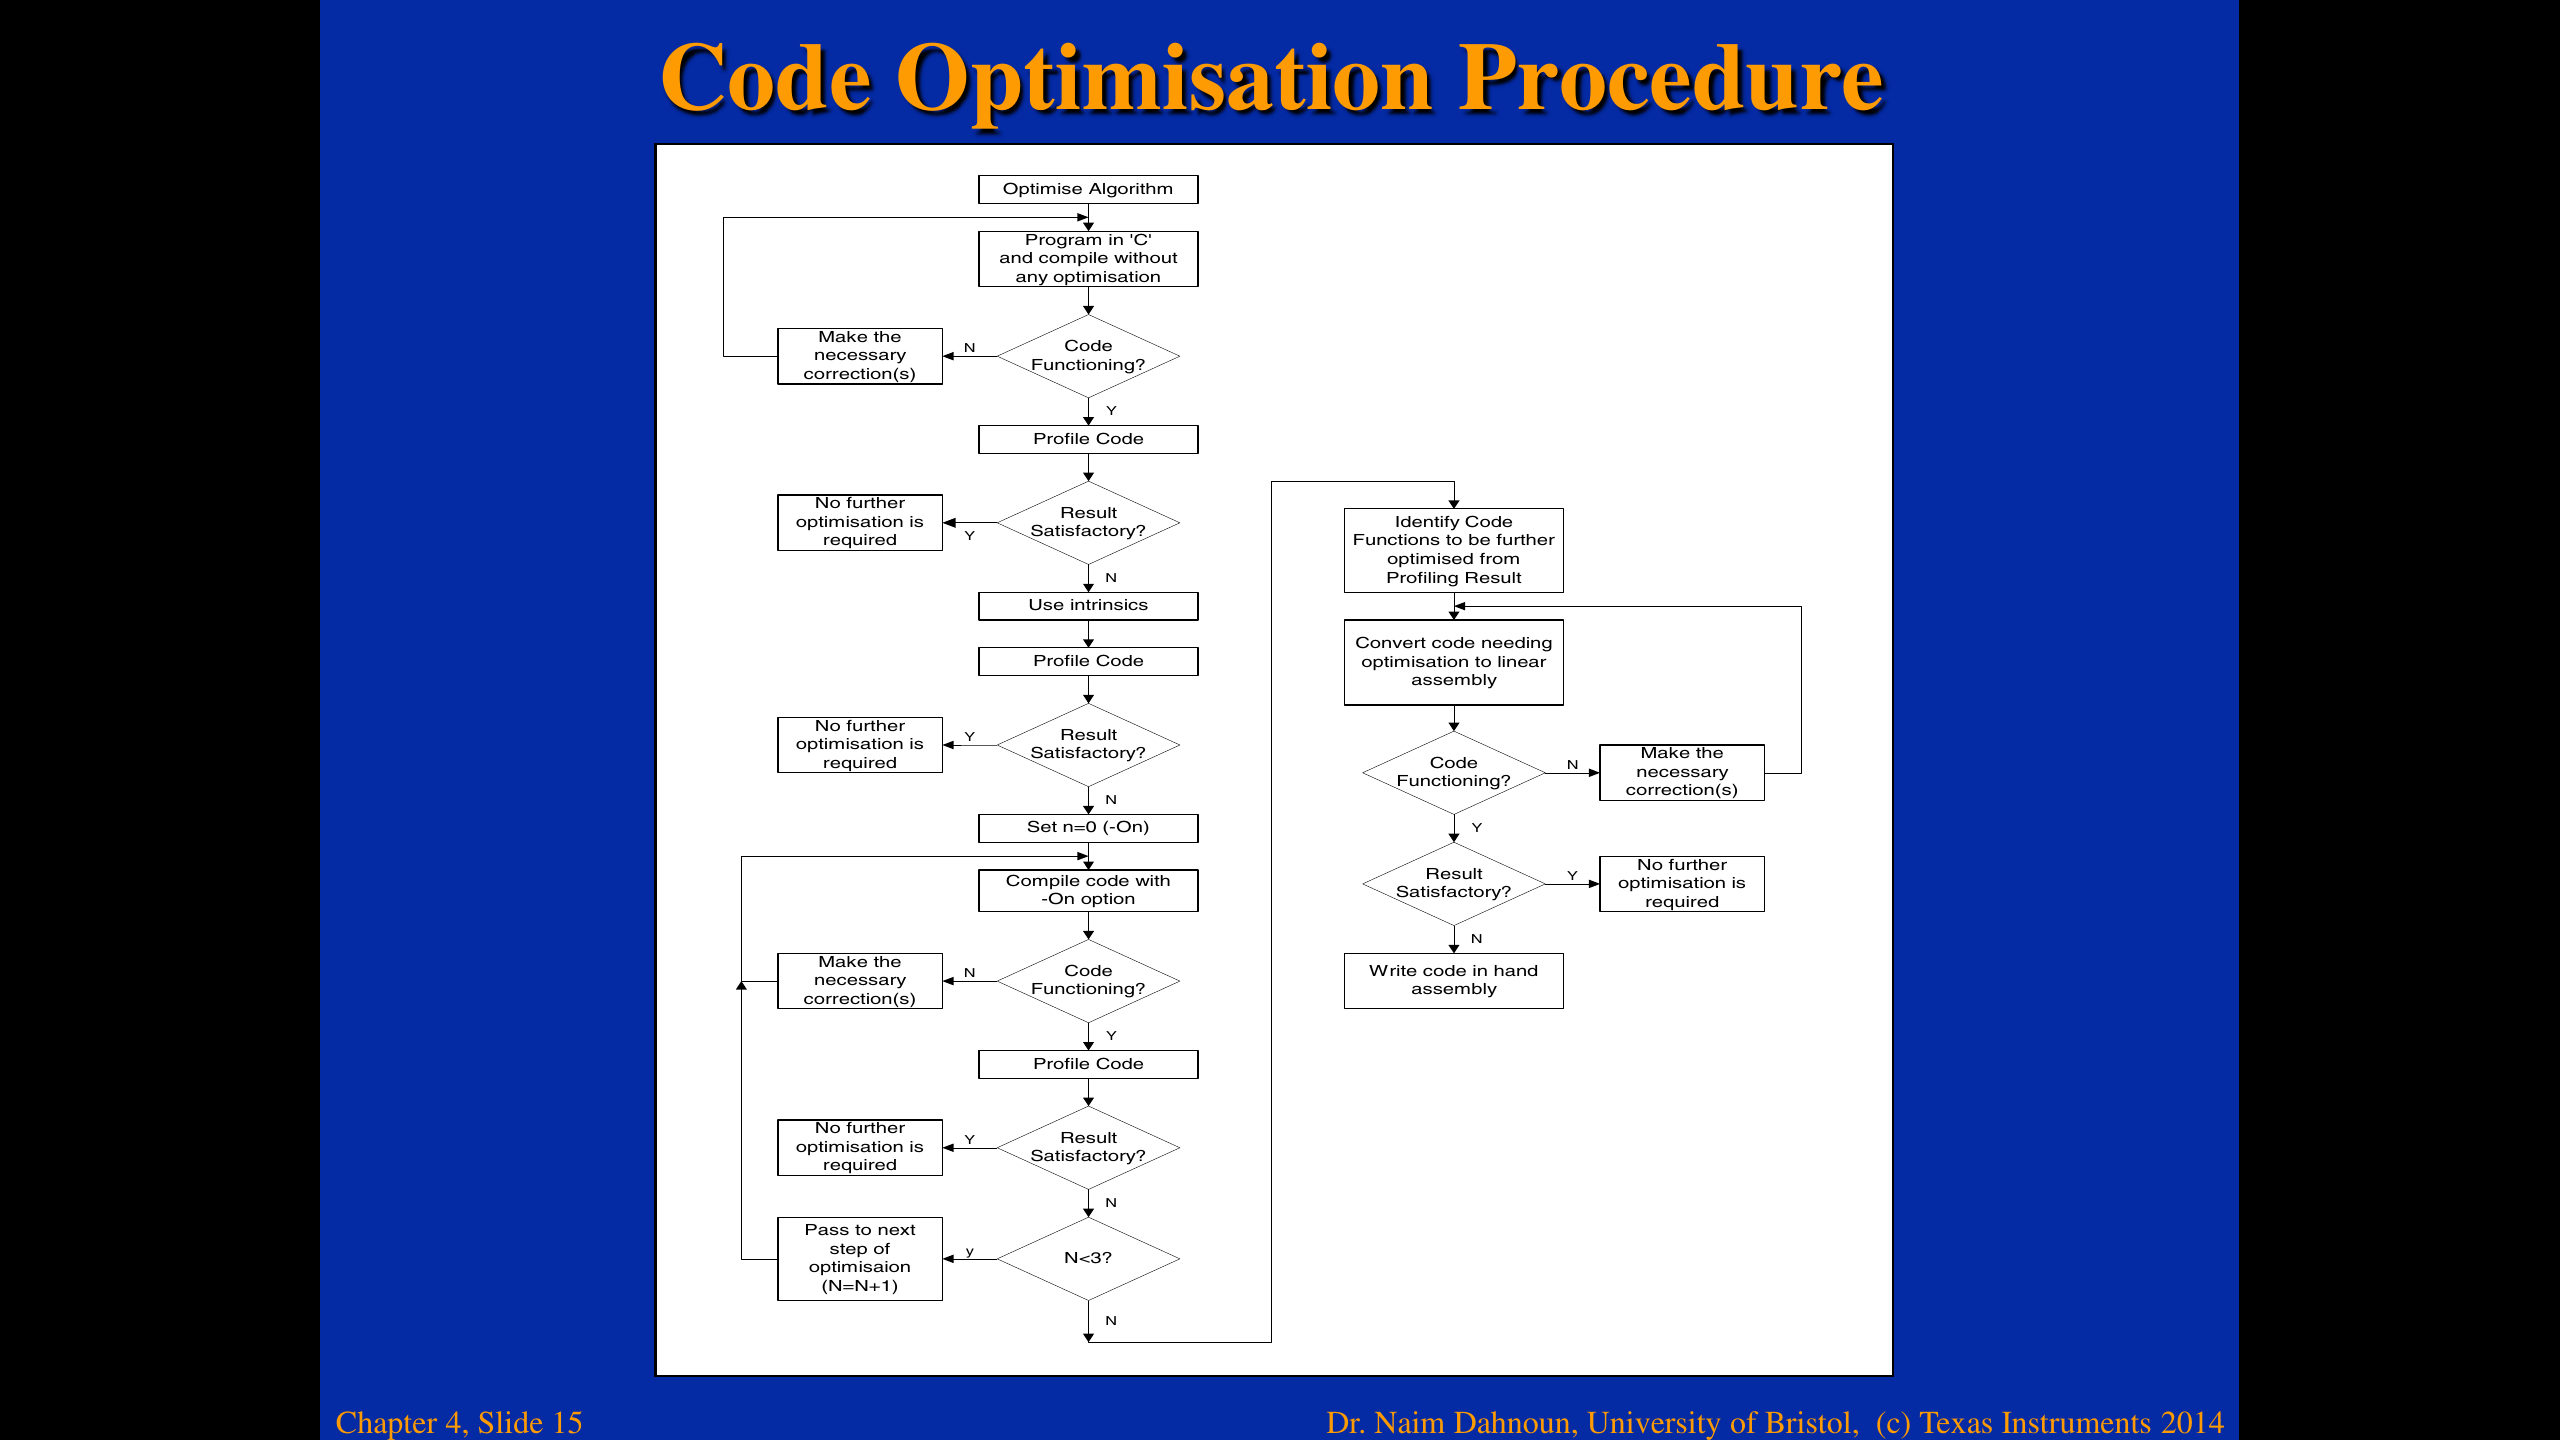 Code Optimisation Procedure
Optimise Algorithm
Program in 'C'
and compile without
any optimisation
Make the
necessary
correction(s)
N
Code
Functioning?
Y
Profile Code
No further
optimisation is
required
Y
Result
Satisfactory?
N
Use intrinsics
Profile Code
No further
optimisation is
required
Y
Result
Satisfactory?
N
Set n=0 (-On)
Compile code with
-On option
Make the
necessary
correction(s)
N
Code
Functioning?
Y
Profile Code
No further
optimisation is
required
Y
Result
Satisfactory?
N
Pass to next
step of
optimisaion
(N=N+1)
y
N<3?
N
Identify Code
Functions to be further
optimised from
Profiling Result
Convert code needing
optimisation to linear
assembly
Code
Functioning?
N
Make the
necessary
correction(s)
Y
Result
Satisfactory?
Y
No further
optimisation is
required
N
Write code in hand
assembly
Chapter 4, Slide 15
Dr. Naim Dahnoun, University of Bristol, (c) Texas Instruments 2014